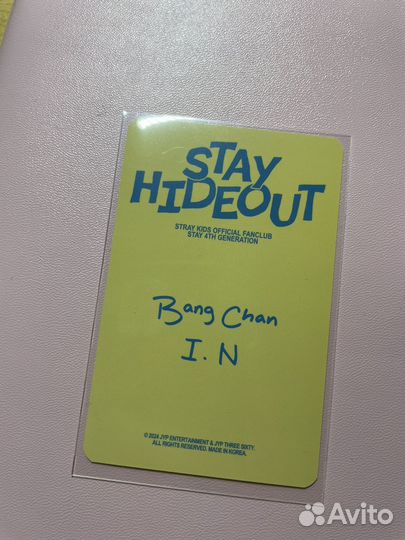 STAY
HIDEOUT
STRAY KIDS OFFICIAL FANCLUB
STAY 4TH GENERATION
Bang Chan
I.N
© 2024 JYP ENTERTAINMENT & JYP THREE SIXTY.
ALL RIGHTS RESERVED. MADE IN KOREA.
Avito